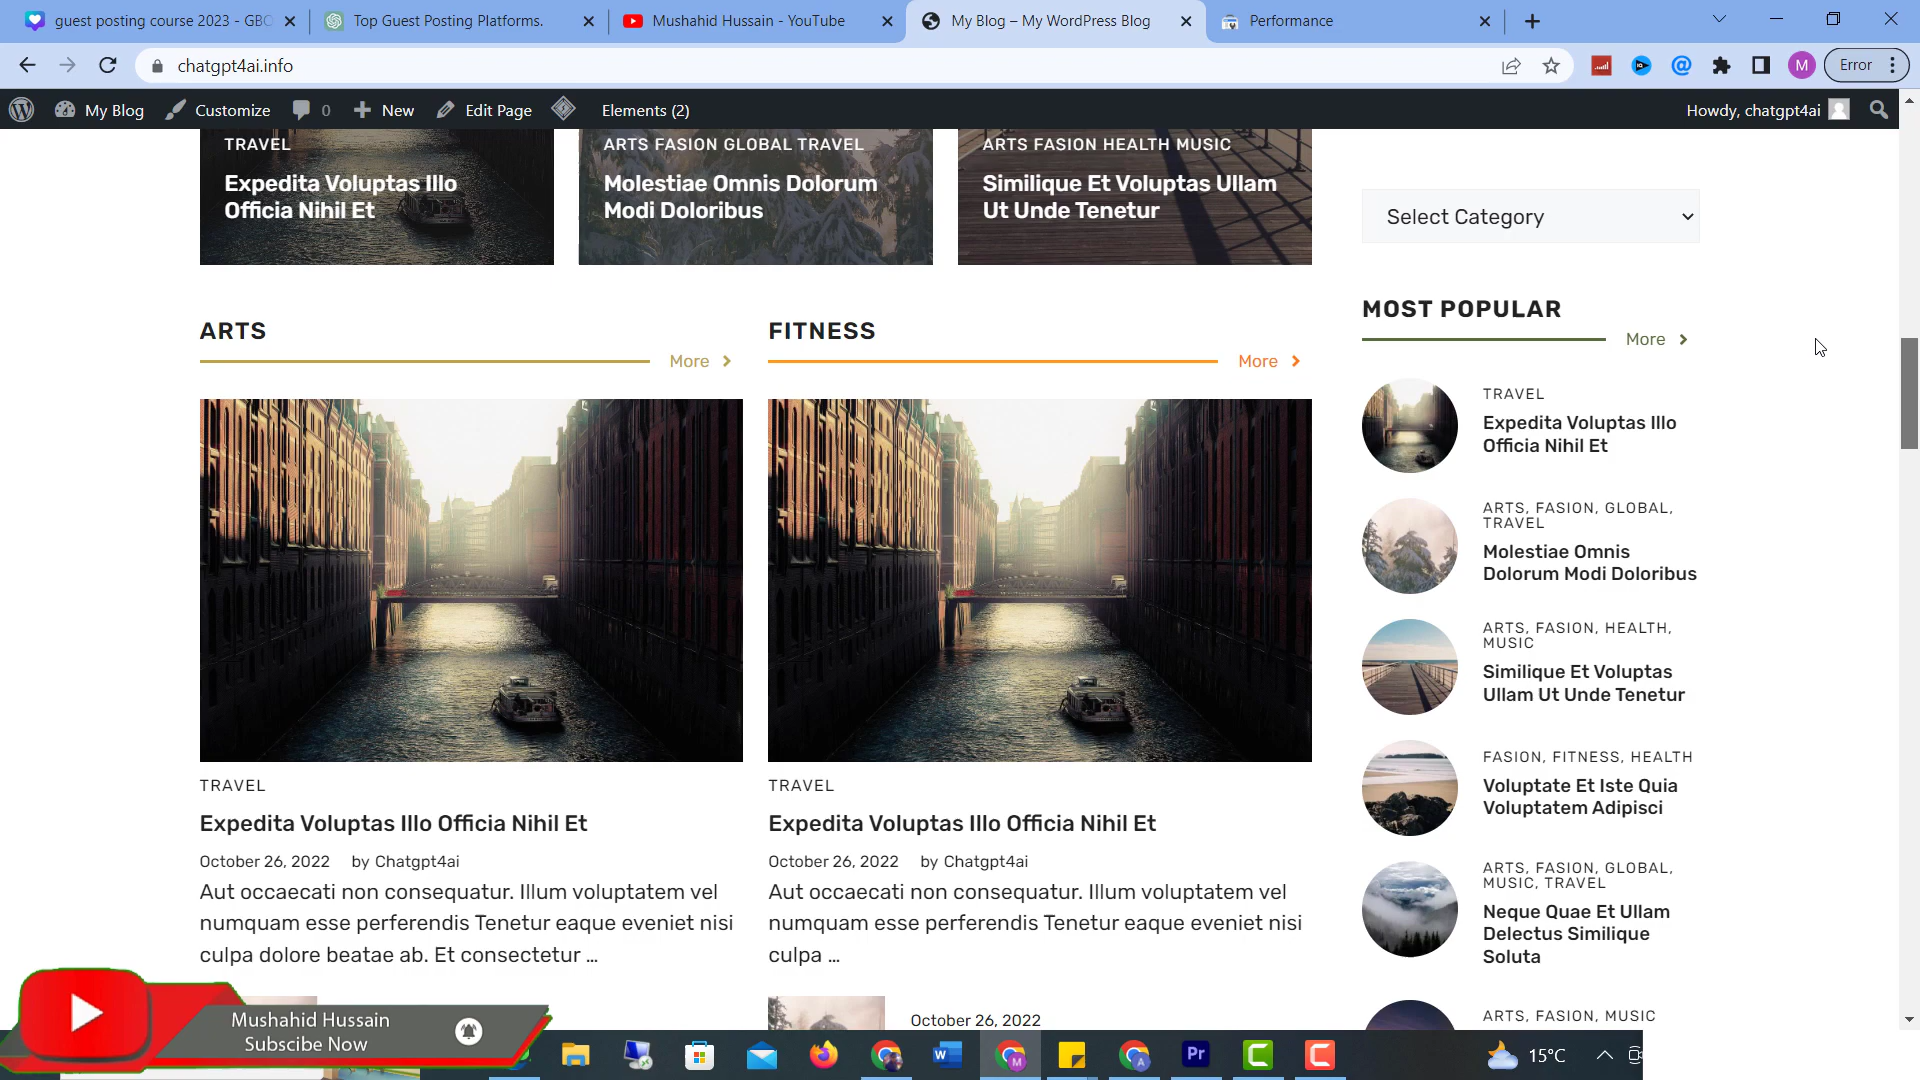 guest posting course 2023 - GBO
Top Guest Posting Platforms.
Mushahid Hussain - YouTube
My Blog – My WordPress Blog
Performance
chatgpt4ai.info
M
Error
My Blog
Customize
0
New
Edit Page
Elements (2)
Howdy, chatgpt4ai
TRAVEL
Expedita Voluptas Illo
Officia Nihil Et
ARTS FASION GLOBAL TRAVEL
Molestiae Omnis Dolorum
Modi Doloribus
ARTS FASION HEALTH MUSIC
Similique Et Voluptas Ullam
Ut Unde Tenetur
Select Category
ARTS
More
FITNESS
More
MOST POPULAR
More
TRAVEL
Expedita Voluptas Illo Officia Nihil Et
October 26, 2022 by Chatgpt4ai
Aut occaecati non consequatur. Illum voluptatem vel
numquam esse perferendis Tenetur eaque eveniet nisi
culpa dolore beatae ab. Et consectetur ...
TRAVEL
Expedita Voluptas Illo Officia Nihil Et
October 26, 2022 by Chatgpt4ai
Aut occaecati non consequatur. Illum voluptatem vel
numquam esse perferendis Tenetur eaque eveniet nisi
culpa ...
October 26, 2022
TRAVEL
Expedita Voluptas Illo
Officia Nihil Et
ARTS, FASION, GLOBAL,
TRAVEL
Molestiae Omnis
Dolorum Modi Doloribus
ARTS, FASION, HEALTH,
MUSIC
Similique Et Voluptas
Ullam Ut Unde Tenetur
FASION, FITNESS, HEALTH
Voluptate Et Iste Quia
Voluptatem Adipisci
ARTS, FASION, GLOBAL,
MUSIC, TRAVEL
Neque Quae Et Ullam
Delectus Similique
Soluta
ARTS, FASION, MUSIC
Mushahid Hussain
Subscibe Now
M
A
Pr
C
C
15°C